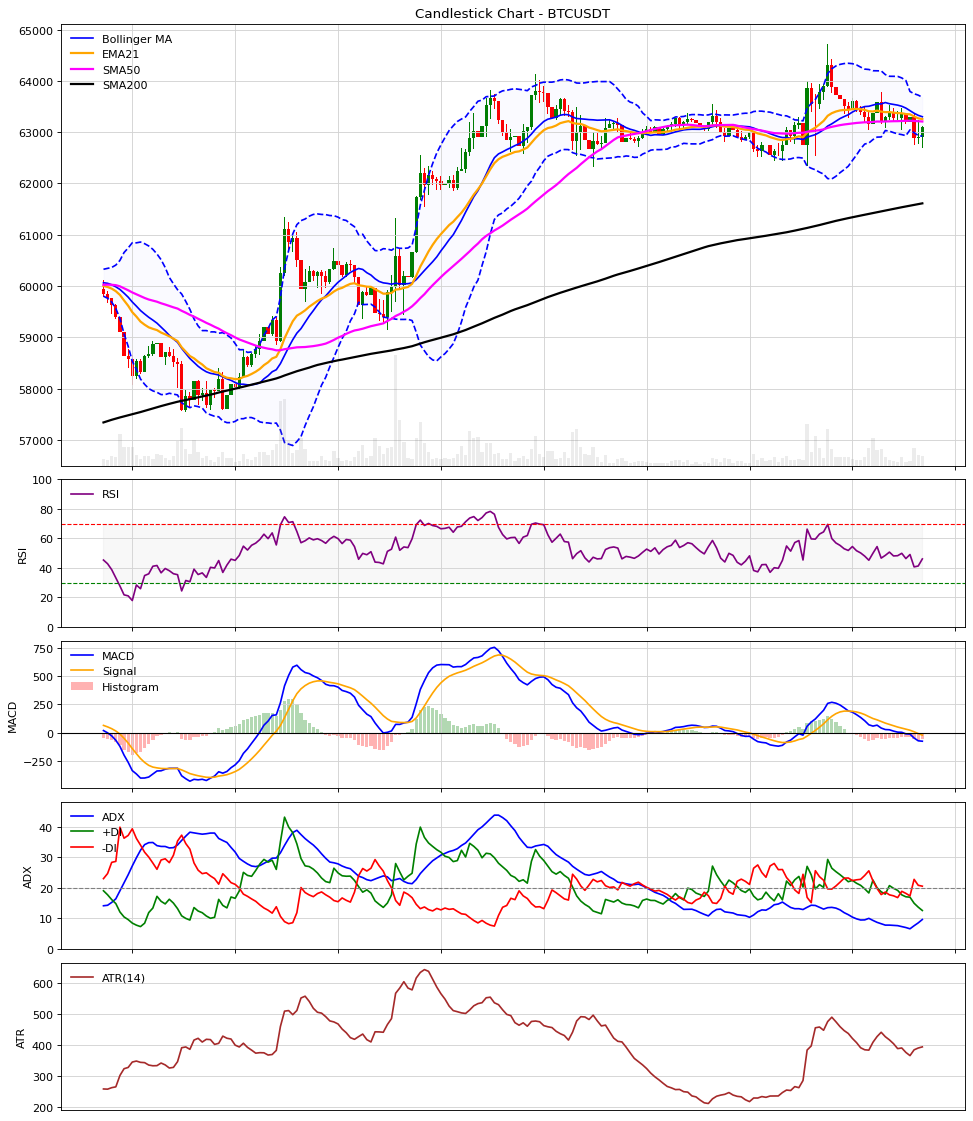 Candlestick Chart - BTCUSDT
65000
64000
63000
62000
61000
60000
59000
58000
57000
Bollinger MA
EMA21
SMA50
SMA200
100
80
60
40
20
0
RSI
RSI
750
500
250
0
−250
MACD
MACD
Signal
Histogram
40
30
20
10
0
ADX
ADX
+DI
-DI
600
500
400
300
200
ATR
ATR(14)